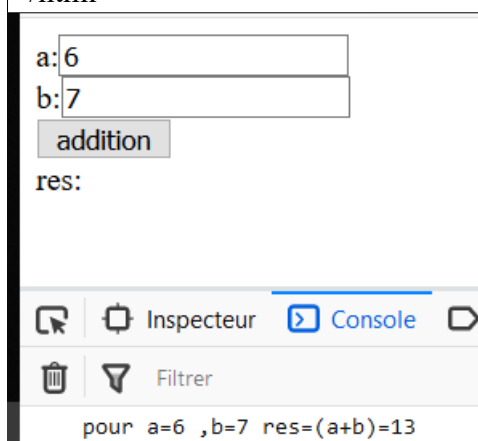 a:6
b:7
addition
res:
Inspecteur Console
Filtrer
pour a=6 ,b=7 res=(a+b)=13